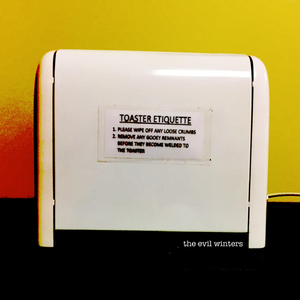 TOASTER ETIQUETTE
1. PLEASE WIPE OFF ANY LOOSE CRUMBS
2. REMOVE ANY GOOEY REMNANTS
BEFORE THEY BECOME WELDED TO
THE TOASTER
the evil winters